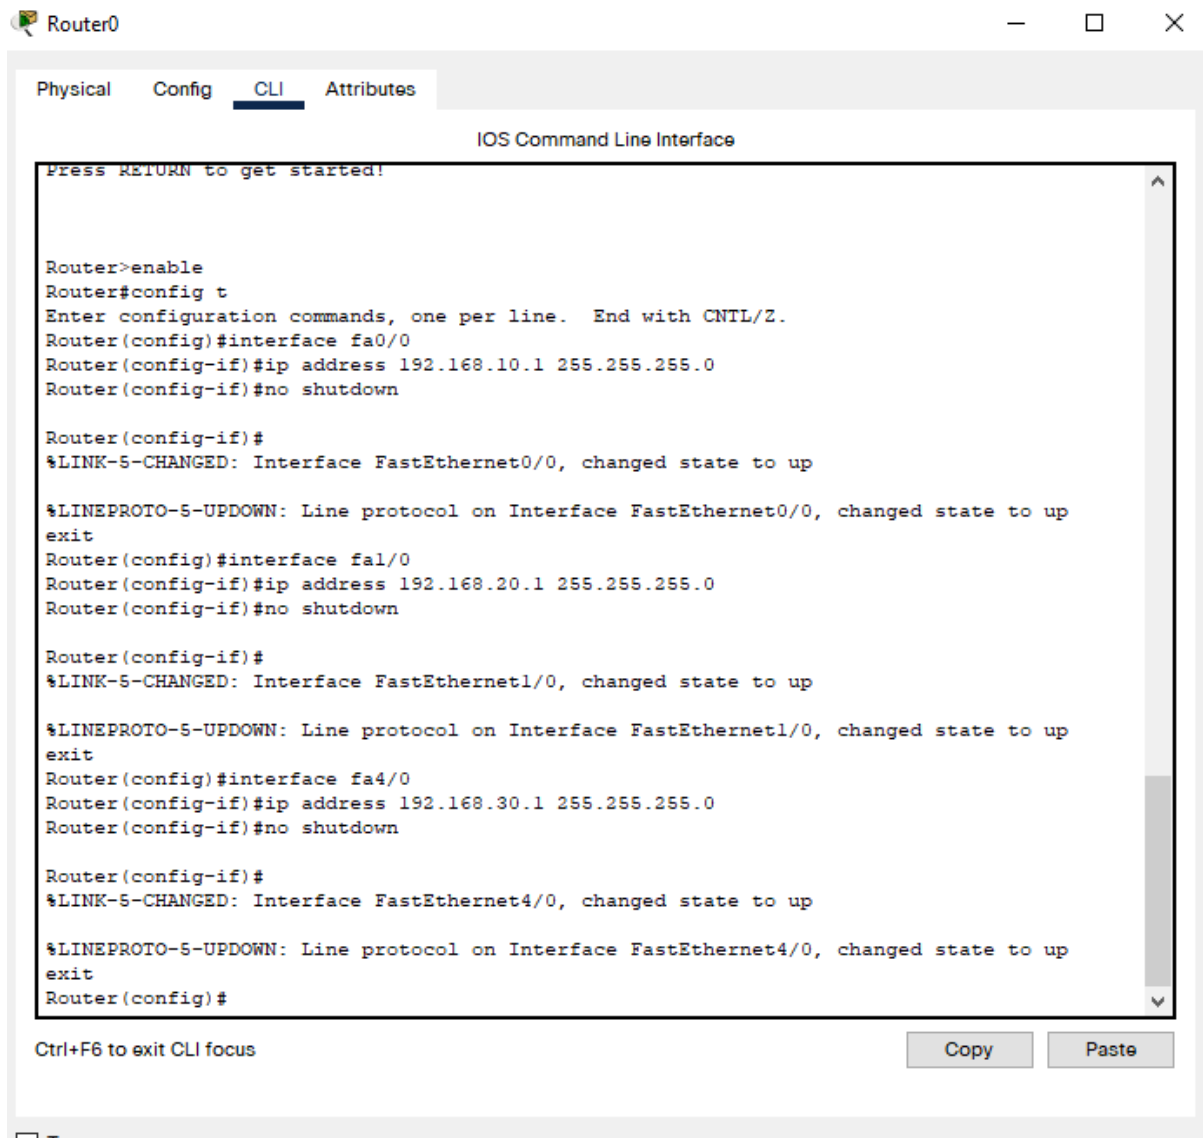 Router0
Physical Config CLI Attributes
IOS Command Line Interface
Press RETURN to get started!
Router>enable
Router#config t
Enter configuration commands, one per line.  End with CNTL/Z.
Router(config)#interface fa0/0
Router(config-if)#ip address 192.168.10.1 255.255.255.0
Router(config-if)#no shutdown
Router(config-if)#
%LINK-5-CHANGED: Interface FastEthernet0/0, changed state to up
%LINEPROTO-5-UPDOWN: Line protocol on Interface FastEthernet0/0, changed state to up
exit
Router(config)#interface fa1/0
Router(config-if)#ip address 192.168.20.1 255.255.255.0
Router(config-if)#no shutdown
Router(config-if)#
%LINK-5-CHANGED: Interface FastEthernet1/0, changed state to up
%LINEPROTO-5-UPDOWN: Line protocol on Interface FastEthernet1/0, changed state to up
exit
Router(config)#interface fa4/0
Router(config-if)#ip address 192.168.30.1 255.255.255.0
Router(config-if)#no shutdown
Router(config-if)#
%LINK-5-CHANGED: Interface FastEthernet4/0, changed state to up
%LINEPROTO-5-UPDOWN: Line protocol on Interface FastEthernet4/0, changed state to up
exit
Router(config)#
Ctrl+F6 to exit CLI focus
Copy Paste